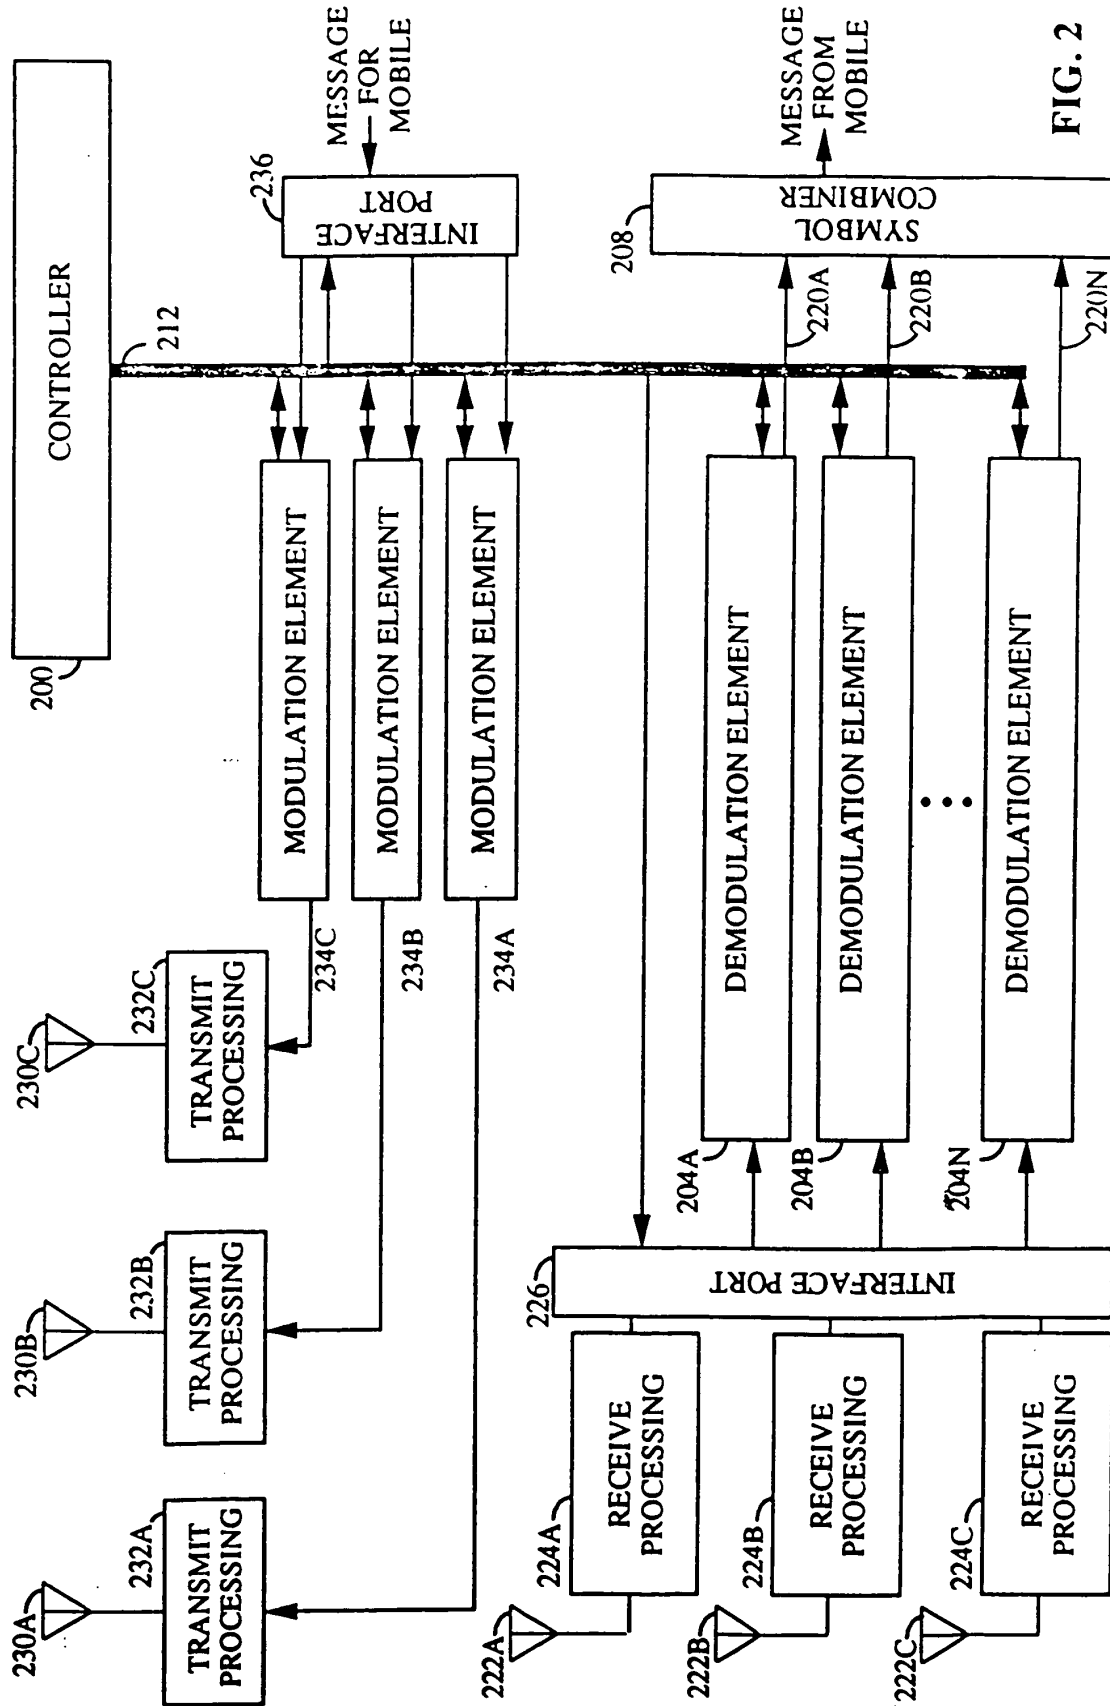 CONTROLLER
200
212
230A
230B
230C
232A
232B
232C
TRANSMIT
PROCESSING
TRANSMIT
PROCESSING
TRANSMIT
PROCESSING
MODULATION ELEMENT
234C
MODULATION ELEMENT
234B
MODULATION ELEMENT
234A
236
INTERFACE
PORT
MESSAGE
FOR
MOBILE
222A
224A
RECEIVE
PROCESSING
222B
224B
RECEIVE
PROCESSING
222C
224C
RECEIVE
PROCESSING
226
INTERFACE PORT
204A
DEMODULATION ELEMENT
220A
204B
DEMODULATION ELEMENT
220B
204N
DEMODULATION ELEMENT
220N
208
SYMBOL
COMBINER
MESSAGE
FROM
MOBILE
FIG. 2